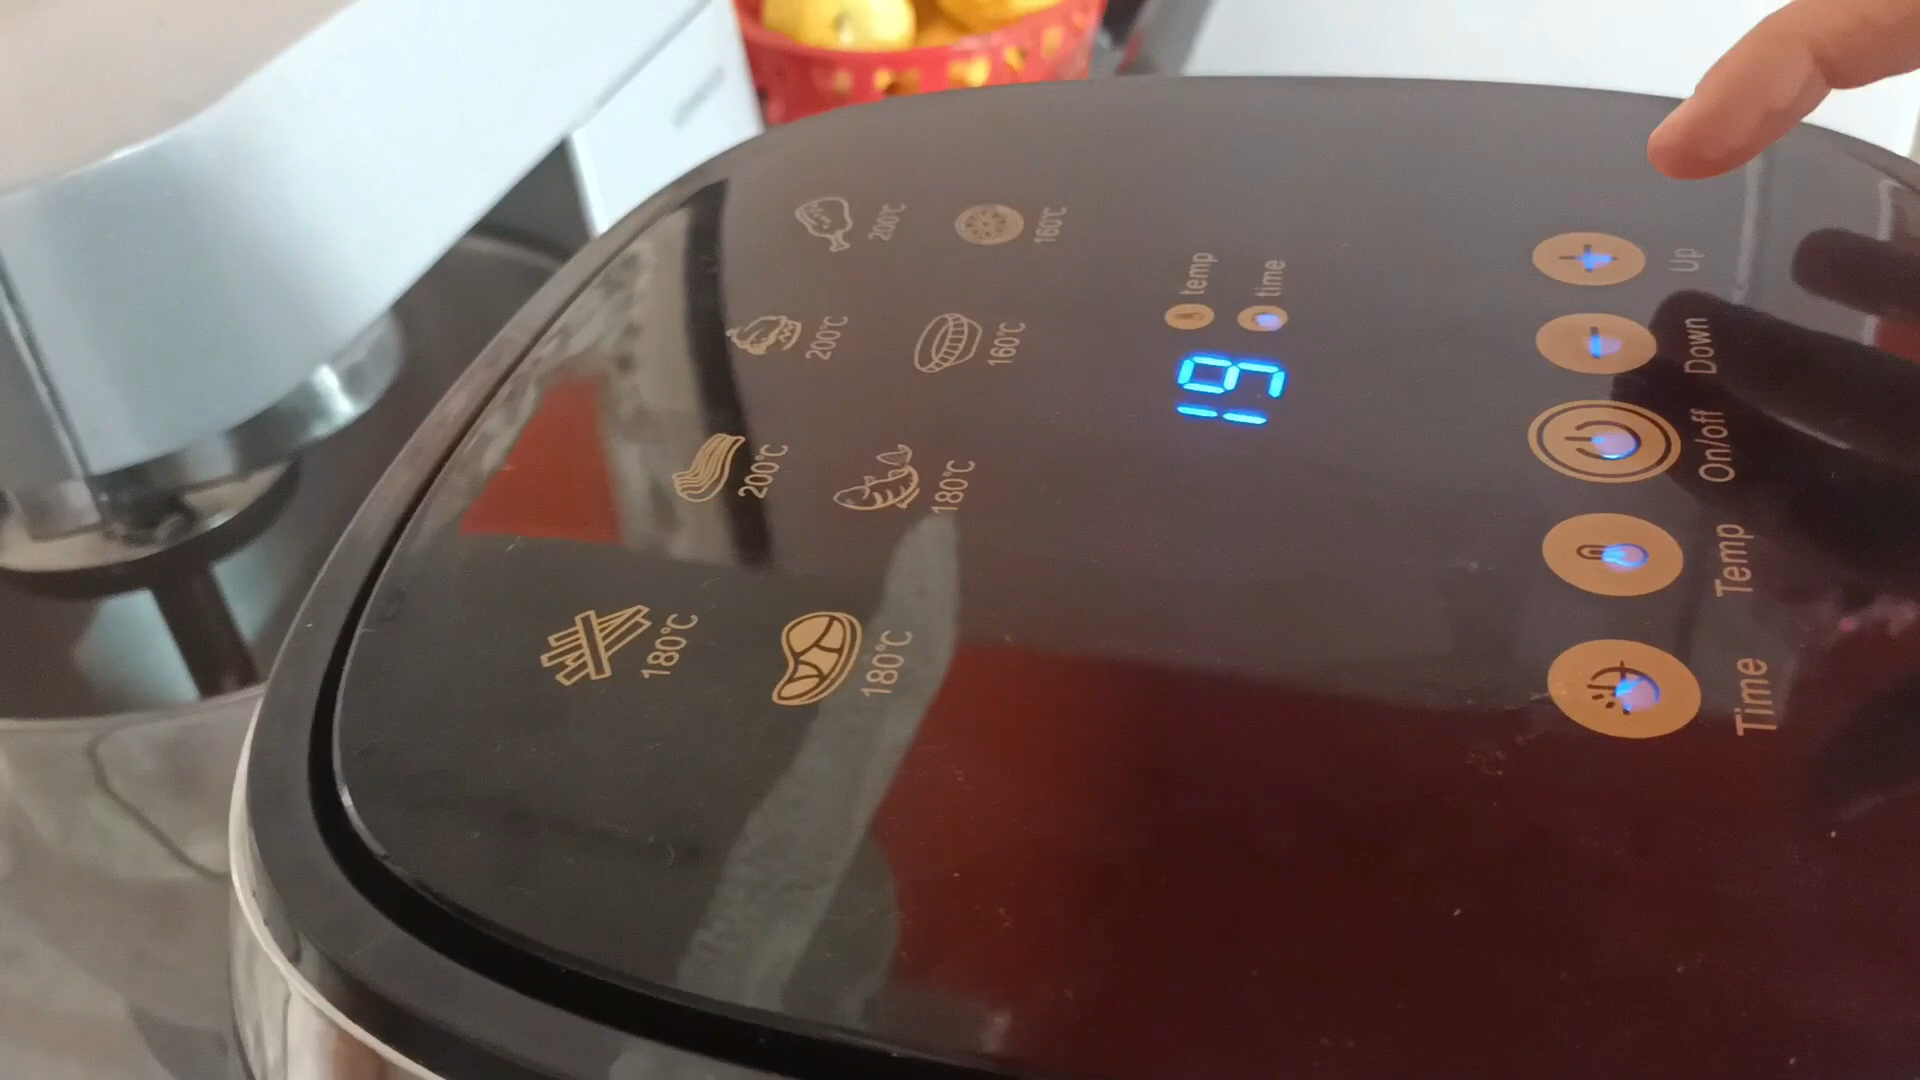 180℃
200℃
200℃
200℃
180℃
180℃
160℃
160℃
19
temp
time
Time
Temp
On/off
Down
Up